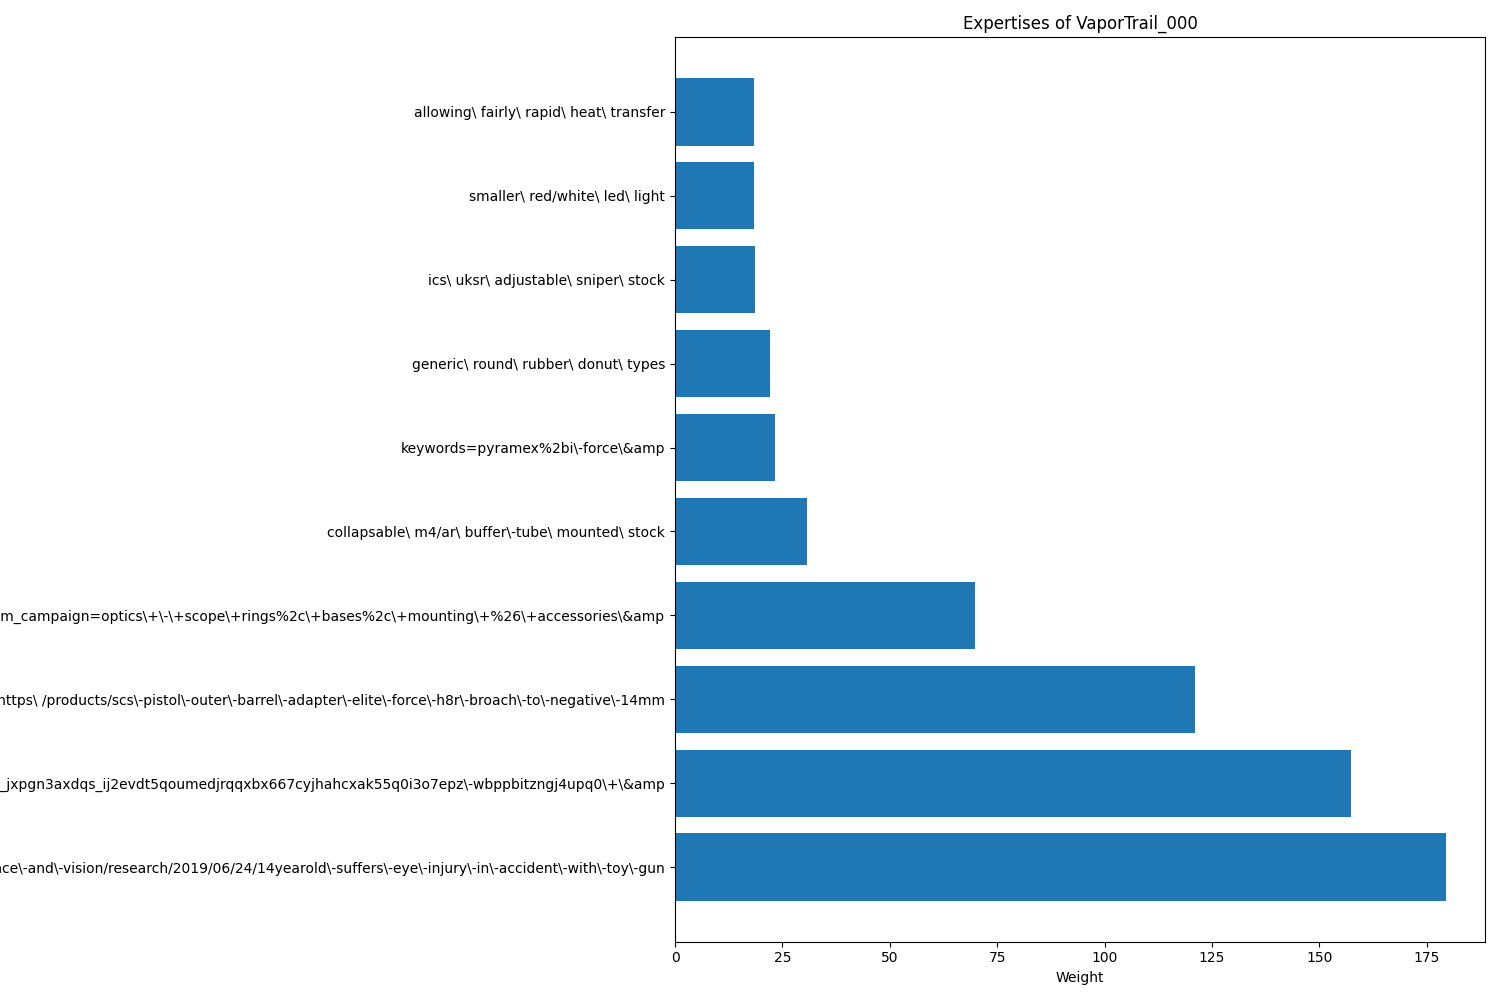 Expertises of VaporTrail_000
allowing\ fairly\ rapid\ heat\ transfer
smaller\ red/white\ led\ light
ics\ uksr\ adjustable\ sniper\ stock
generic\ round\ rubber\ donut\ types
keywords=pyramex%2bi\-force\&amp
collapsable\ m4/ar\ buffer\-tube\ mounted\ stock
m_campaign=optics\+\-\+scope\+rings%2c\+bases%2c\+mounting\+%26\+accessories\&amp
https\ /products/scs\-pistol\-outer\-barrel\-adapter\-elite\-force\-h8r\-broach\-to\-negative\-14mm
_jxpgn3axdqs_ij2evdt5qoumedjrqqxbx667cyjhahcxak55q0i3o7epz\-wbppbitzngj4upq0\+\&amp
nce\-and\-vision/research/2019/06/24/14yearold\-suffers\-eye\-injury\-in\-accident\-with\-toy\-gun
0 25 50 75 100 125 150 175
Weight